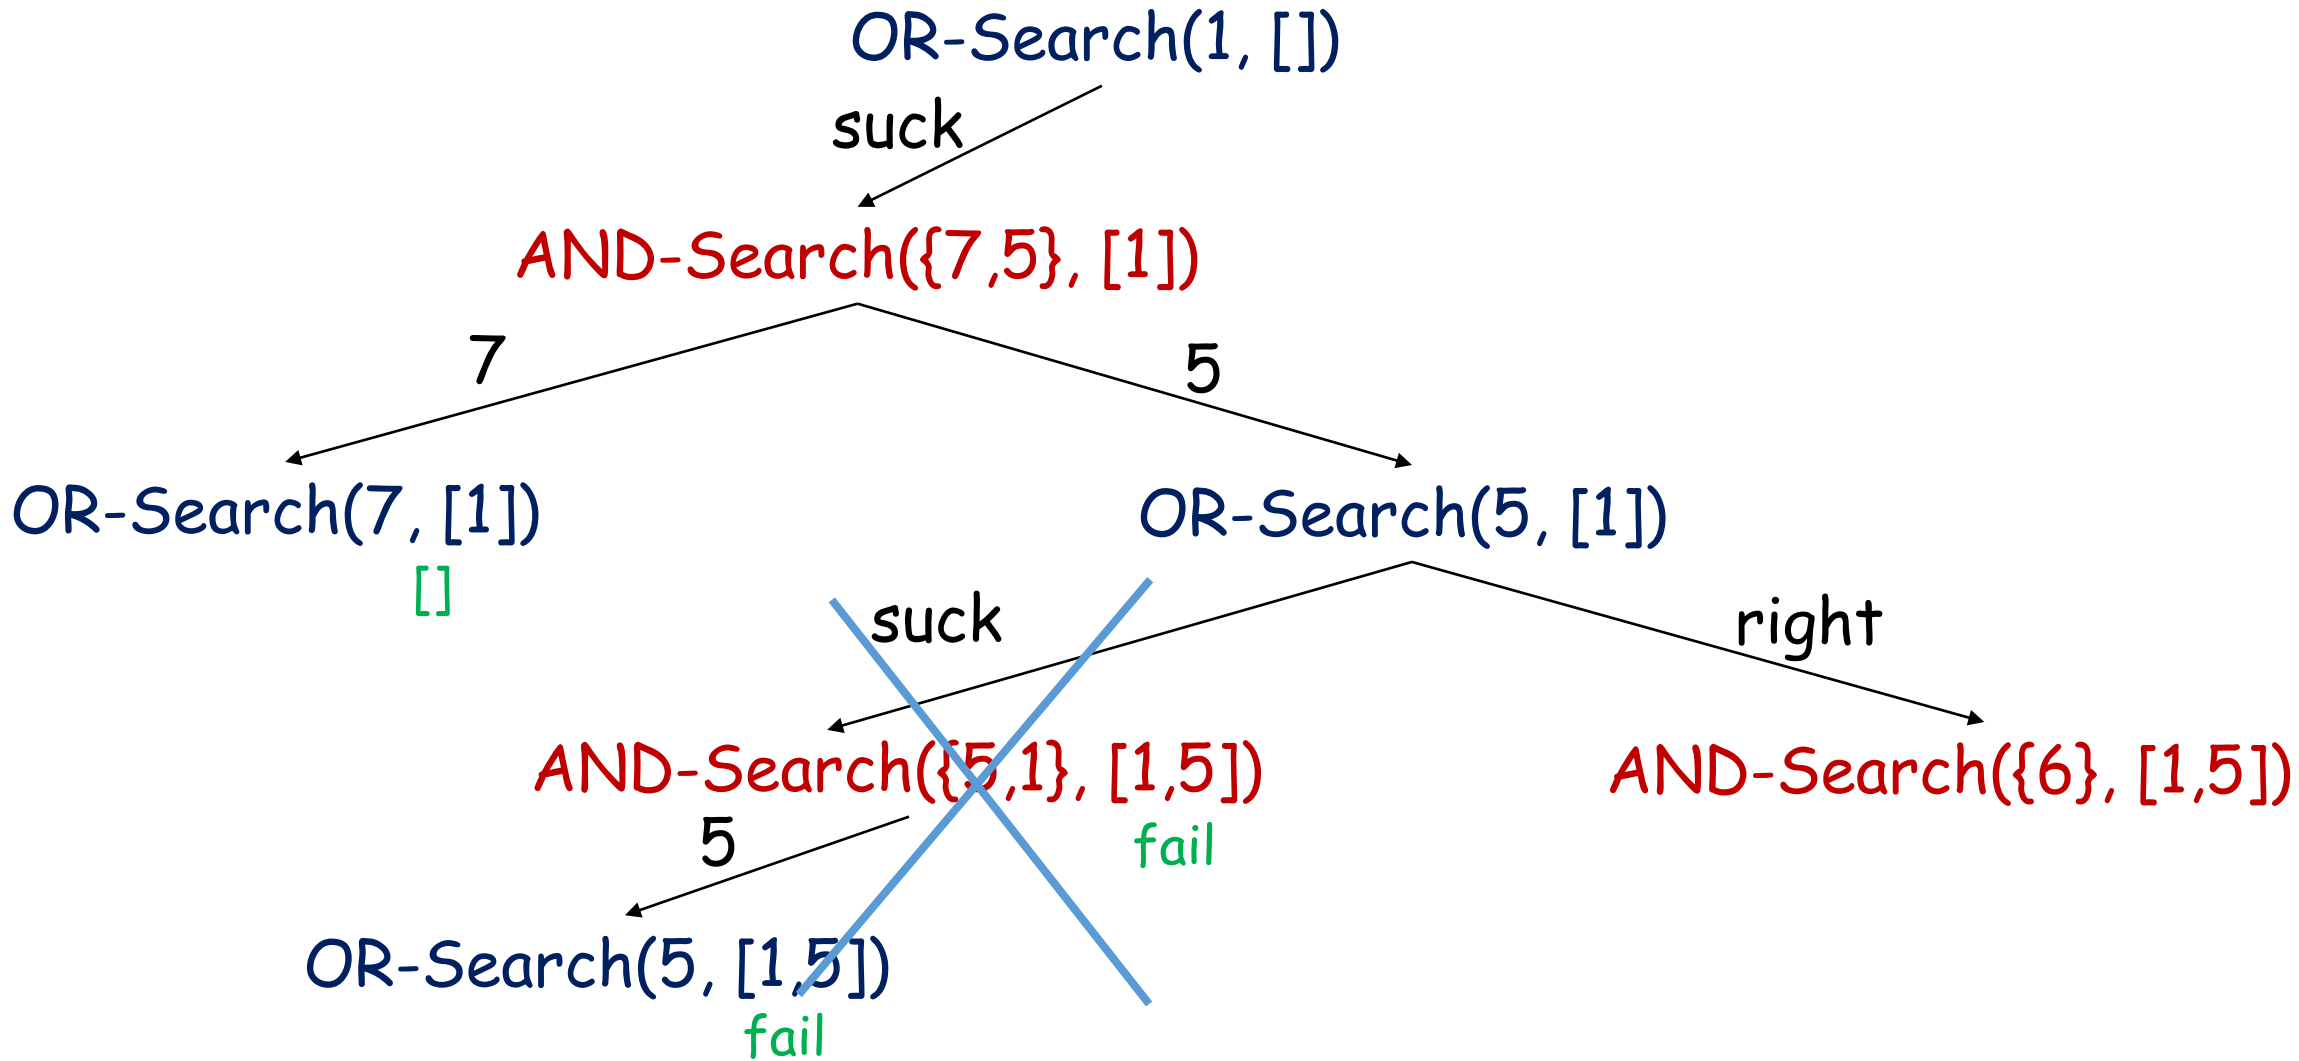 OR-Search(1, [])
suck
AND-Search({7,5}, [1])
7
5
OR-Search(7, [1])
OR-Search(5, [1])
[]
suck
right
AND-Search({5,1}, [1,5])
AND-Search({6}, [1,5])
5
fail
OR-Search(5, [1,5])
fail